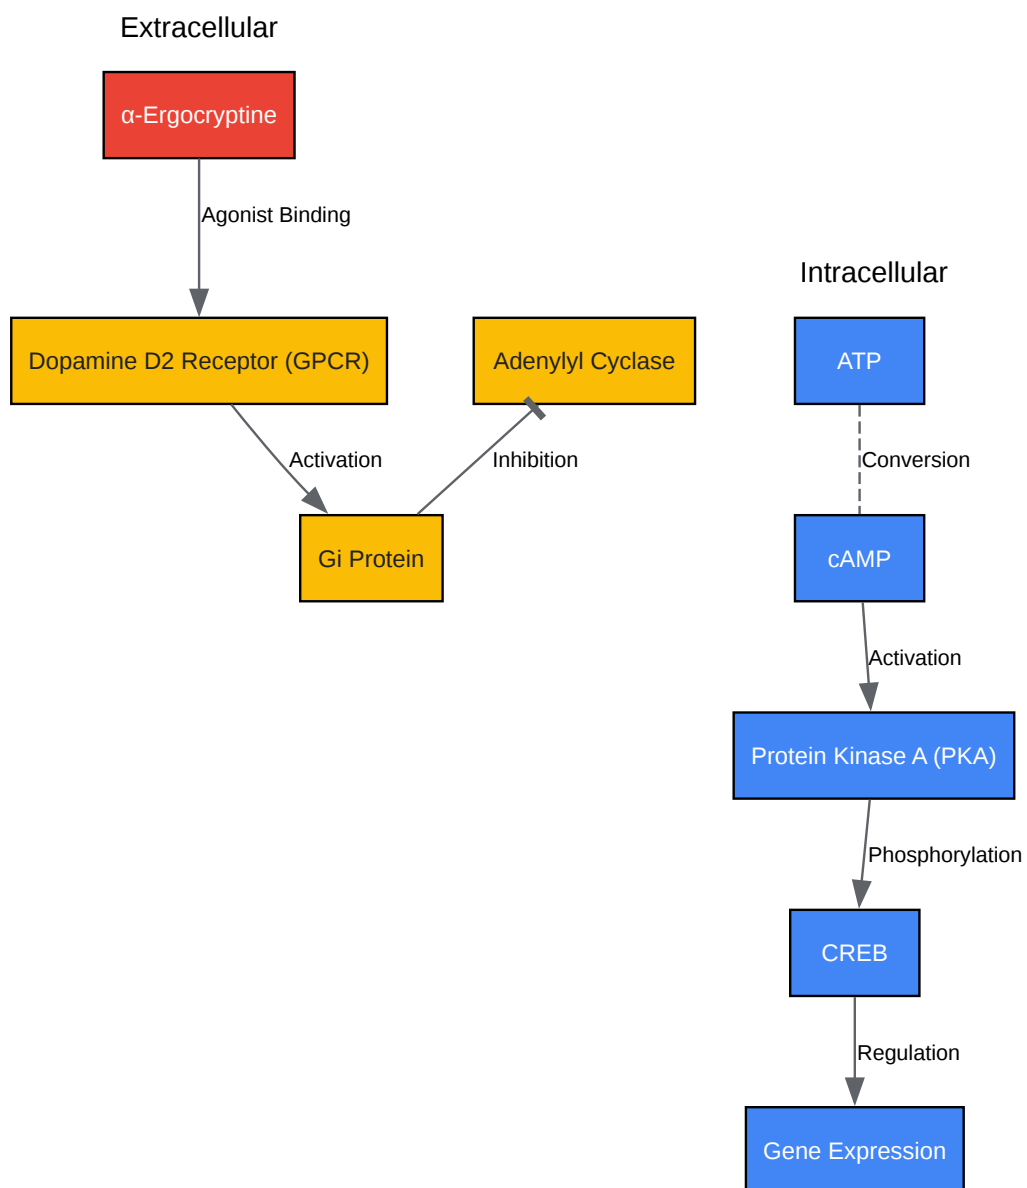 Extracellular
α-Ergocryptine
Agonist Binding
Dopamine D2 Receptor (GPCR)
Adenylyl Cyclase
Activation
Inhibition
Gi Protein
Intracellular
ATP
Conversion
cAMP
Activation
Protein Kinase A (PKA)
Phosphorylation
CREB
Regulation
Gene Expression